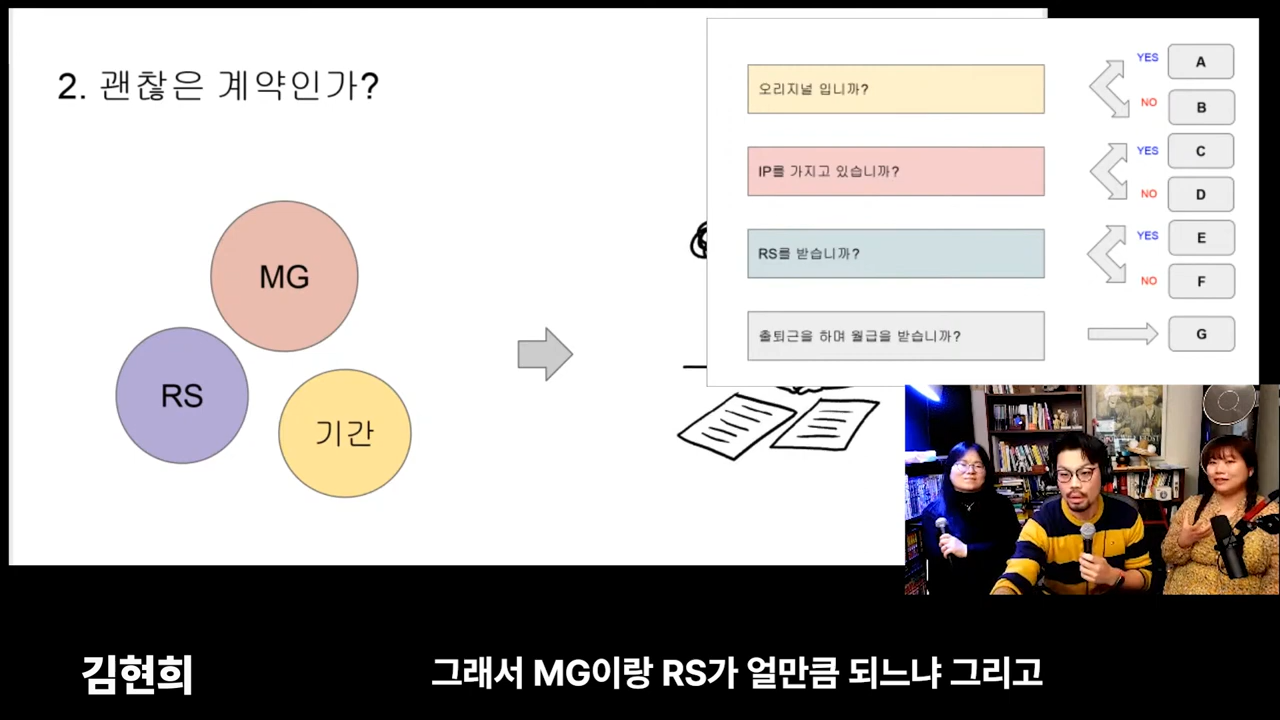 2. 괜찮은 계약인가?
MG
RS
기간
오리지널 입니까?
YES
A
NO
B
IP를 가지고 있습니까?
YES
C
NO
D
RS를 받습니까?
YES
E
NO
F
출퇴근을 하며 월급을 받습니까?
G
김현희
그래서 MG이랑 RS가 얼만큼 되느냐 그리고